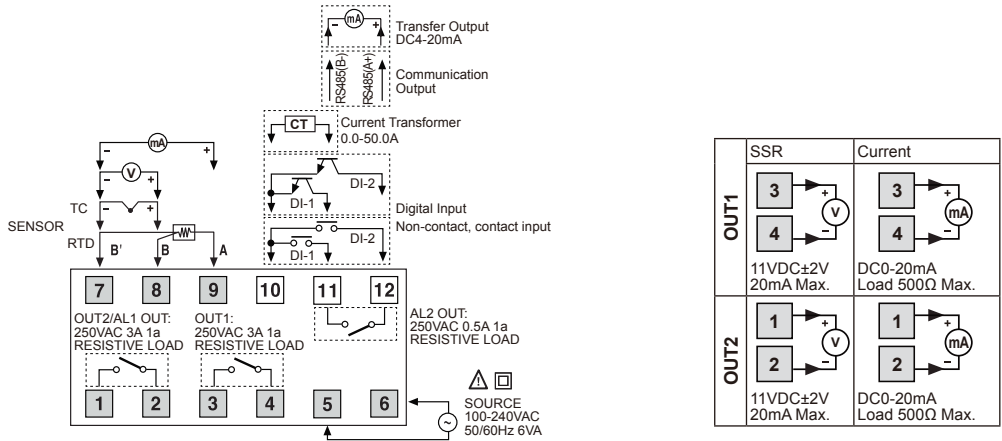 - mA +
Transfer Output
DC4-20mA
RS485(B-)
RS485(A+)
Communication
Output
CT
Current Transformer
0.0-50.0A
DI-2
DI-1
Digital Input
Non-contact, contact input
DI-2
DI-1
- mA +
- V +
TC - +
SENSOR
RTD B' B A
7 8 9 10 11 12
OUT2/AL1 OUT:
250VAC 3A 1a
RESISTIVE LOAD
OUT1:
250VAC 3A 1a
RESISTIVE LOAD
AL2 OUT:
250VAC 0.5A 1a
RESISTIVE LOAD
1 2 3 4 5 6
SOURCE
100-240VAC
50/60Hz 6VA
SSR Current
OUT1
3 + 3 +
V mA
4 - 4 -
11VDC±2V
20mA Max.
DC0-20mA
Load 500Ω Max.
OUT2
1 + 1 +
V mA
2 - 2 -
11VDC±2V
20mA Max.
DC0-20mA
Load 500Ω Max.